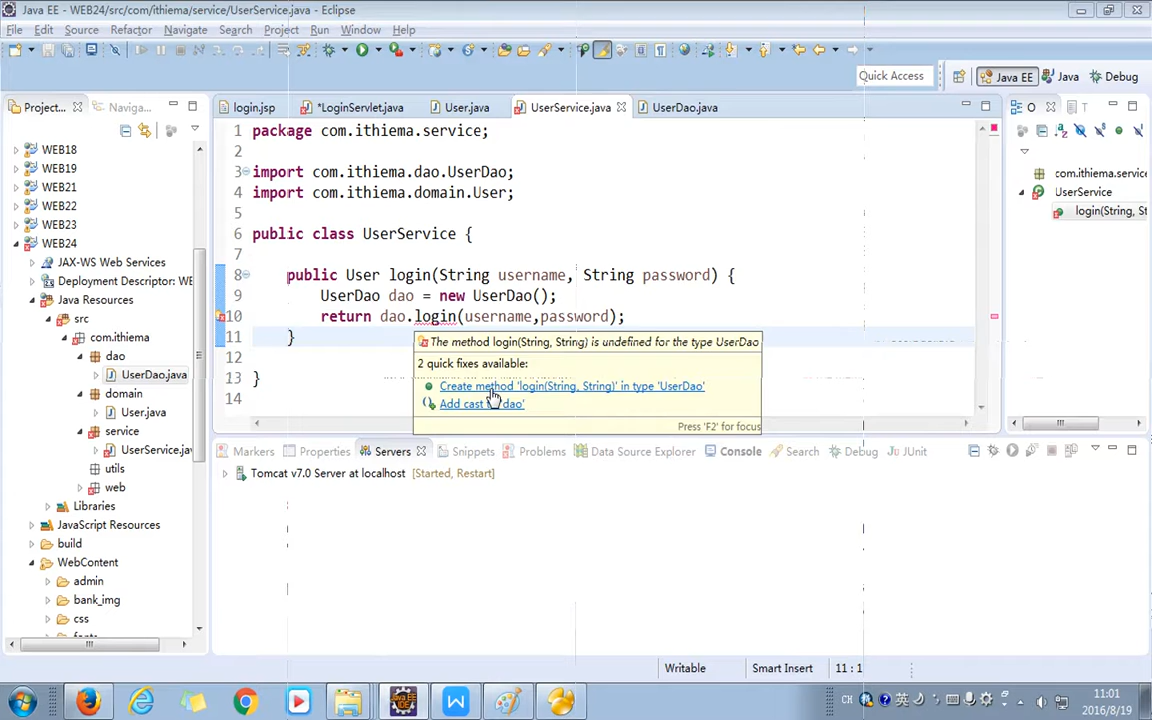 Java EE - WEB24/src/com/ithiema/service/UserService.java - Eclipse
File Edit Source Refactor Navigate Search Project Run Window Help
Quick Access
Java EE
Java
Debug
Project...
Naviga...
login.jsp
*LoginServlet.java
User.java
UserService.java
UserDao.java
O
T
WEB18
WEB19
WEB21
WEB22
WEB23
WEB24
JAX-WS Web Services
Deployment Descriptor: WEB
Java Resources
src
com.ithiema
dao
UserDao.java
domain
User.java
service
UserService.jav
utils
web
Libraries
JavaScript Resources
build
WebContent
admin
bank_img
css
fonts
1 package com.ithiema.service;
2
3 import com.ithiema.dao.UserDao;
4 import com.ithiema.domain.User;
5
6 public class UserService {
7
8 public User login(String username, String password) {
9 UserDao dao = new UserDao();
10 return dao.login(username,password);
11 }
12
13 }
14
The method login(String, String) is undefined for the type UserDao
2 quick fixes available:
Create method 'login(String, String)' in type 'UserDao'
Press 'F2' for focus
com.ithiema.service
UserService
login(String, St
Markers
Properties
Servers
Snippets
Problems
Data Source Explorer
Console
Search
Debug
JUnit
Tomcat v7.0 Server at localhost [Started, Restart]
Writable
Smart Insert
11 : 1
CH
英
11:01
2016/8/19